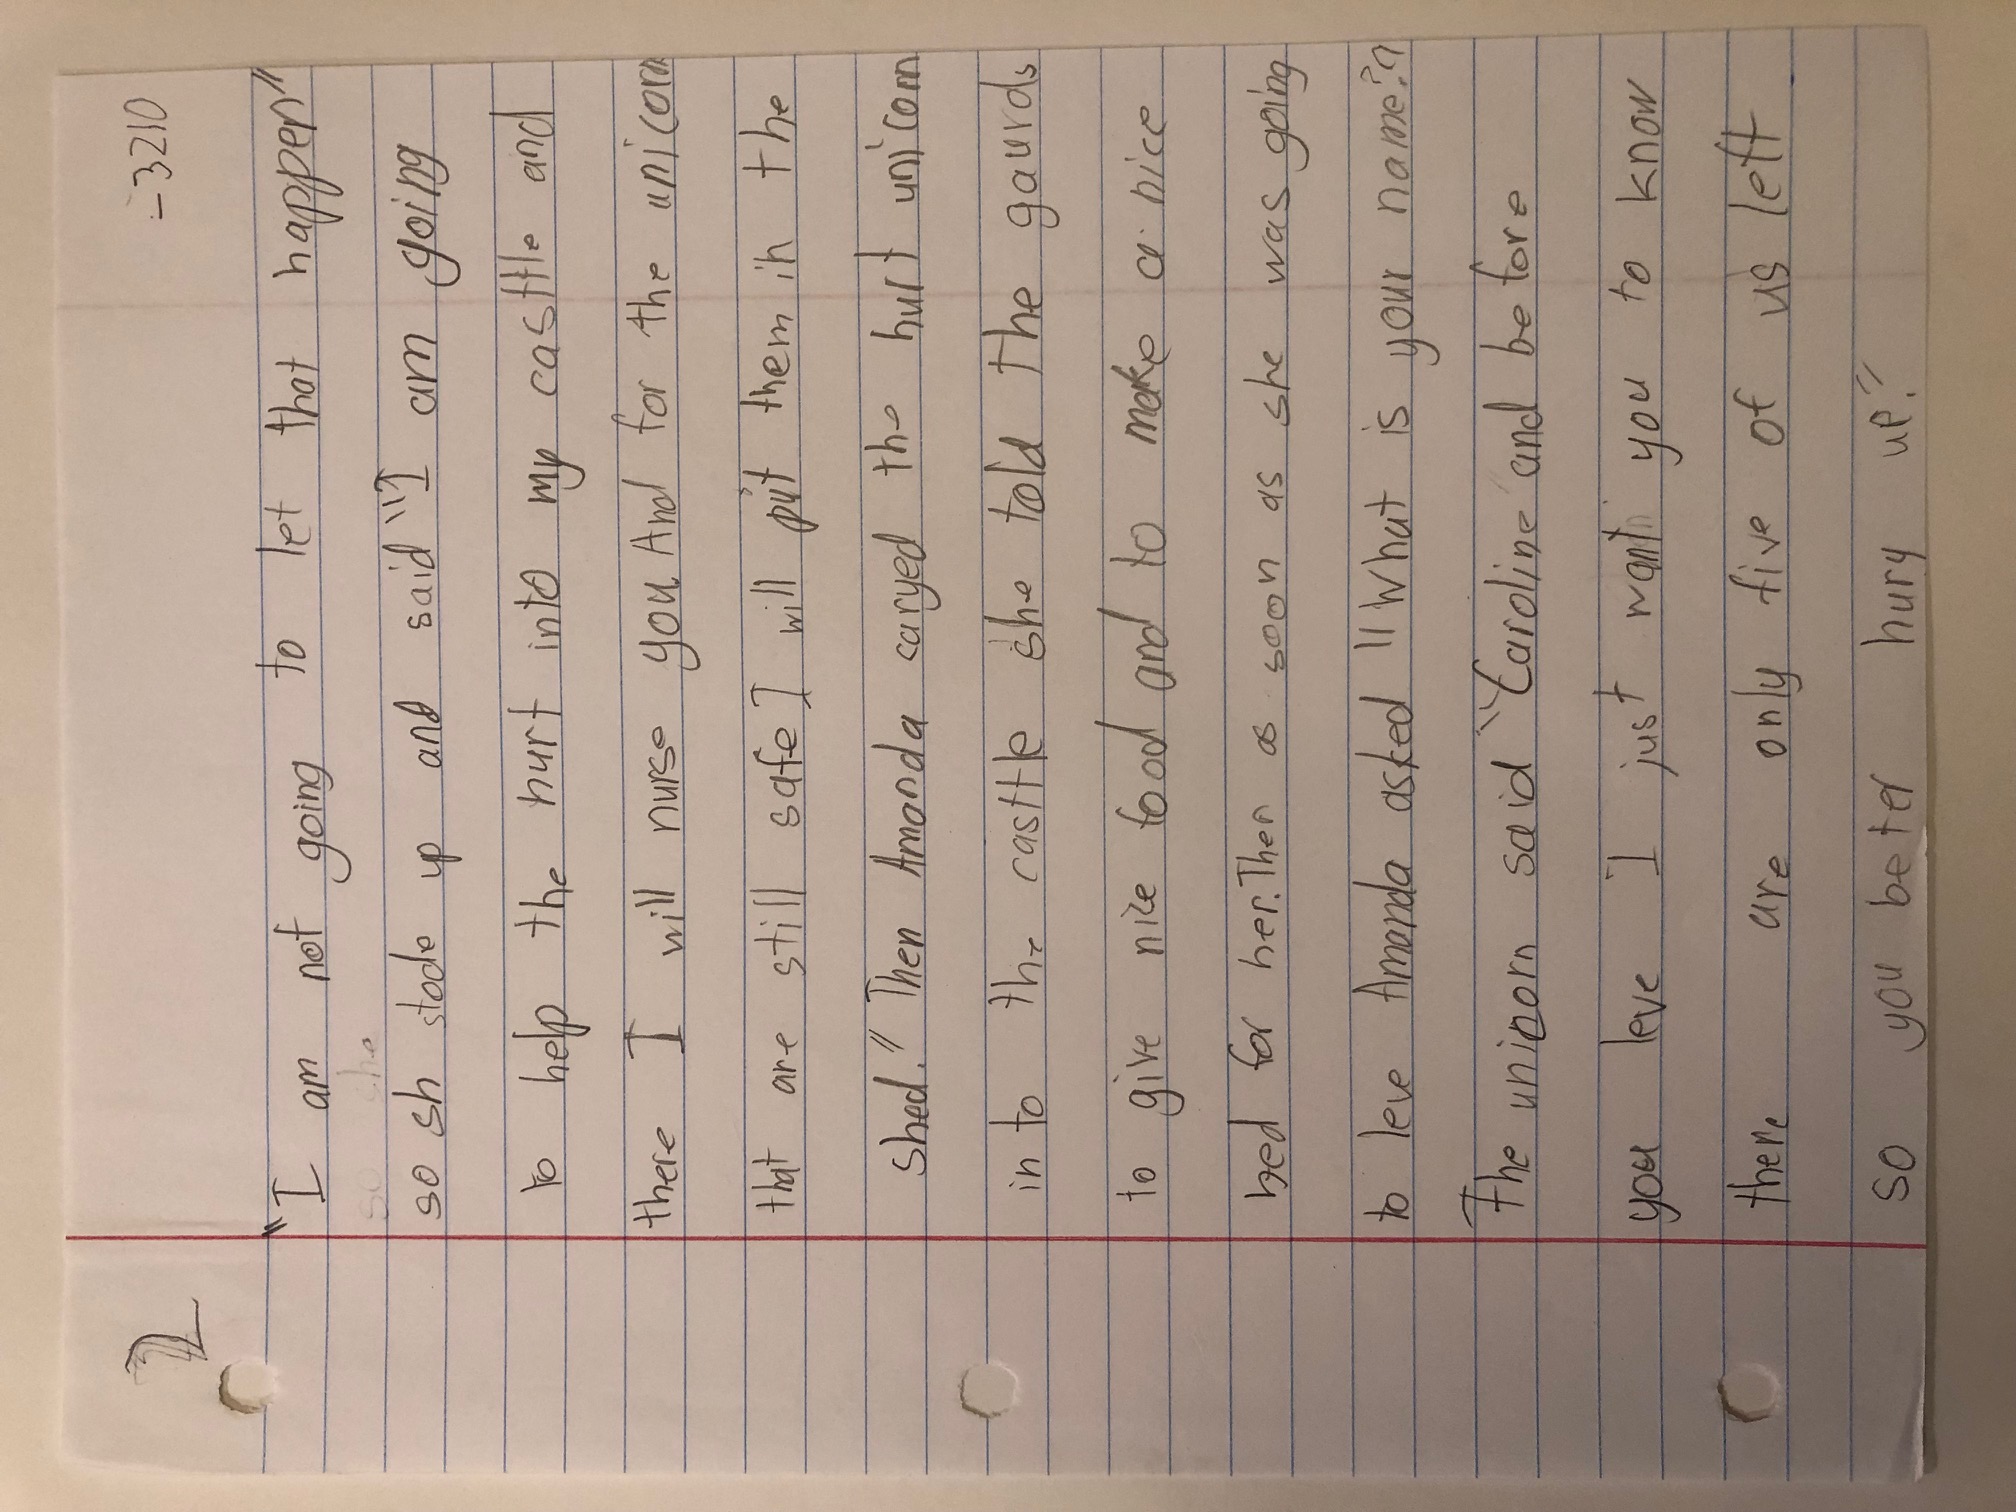 2
-3210
"I am not going to let that happen"
so she
so sh stode up and said "I am going
to help the hurt into my casttle and
there I will nurse you. And for the unicorn
that are still safe I will put them in the
shed." Then Amanda caryed the hurt unicorn
in to the casttle she told the gaurds
to give nice food and to make a nice
bed for her. Then as soon as she was going
to leve Amanda asked "What is your name?"
The unicorn said "Caroline and before
you leve I just want you to know
there are only five of us left
so you beter hury up."